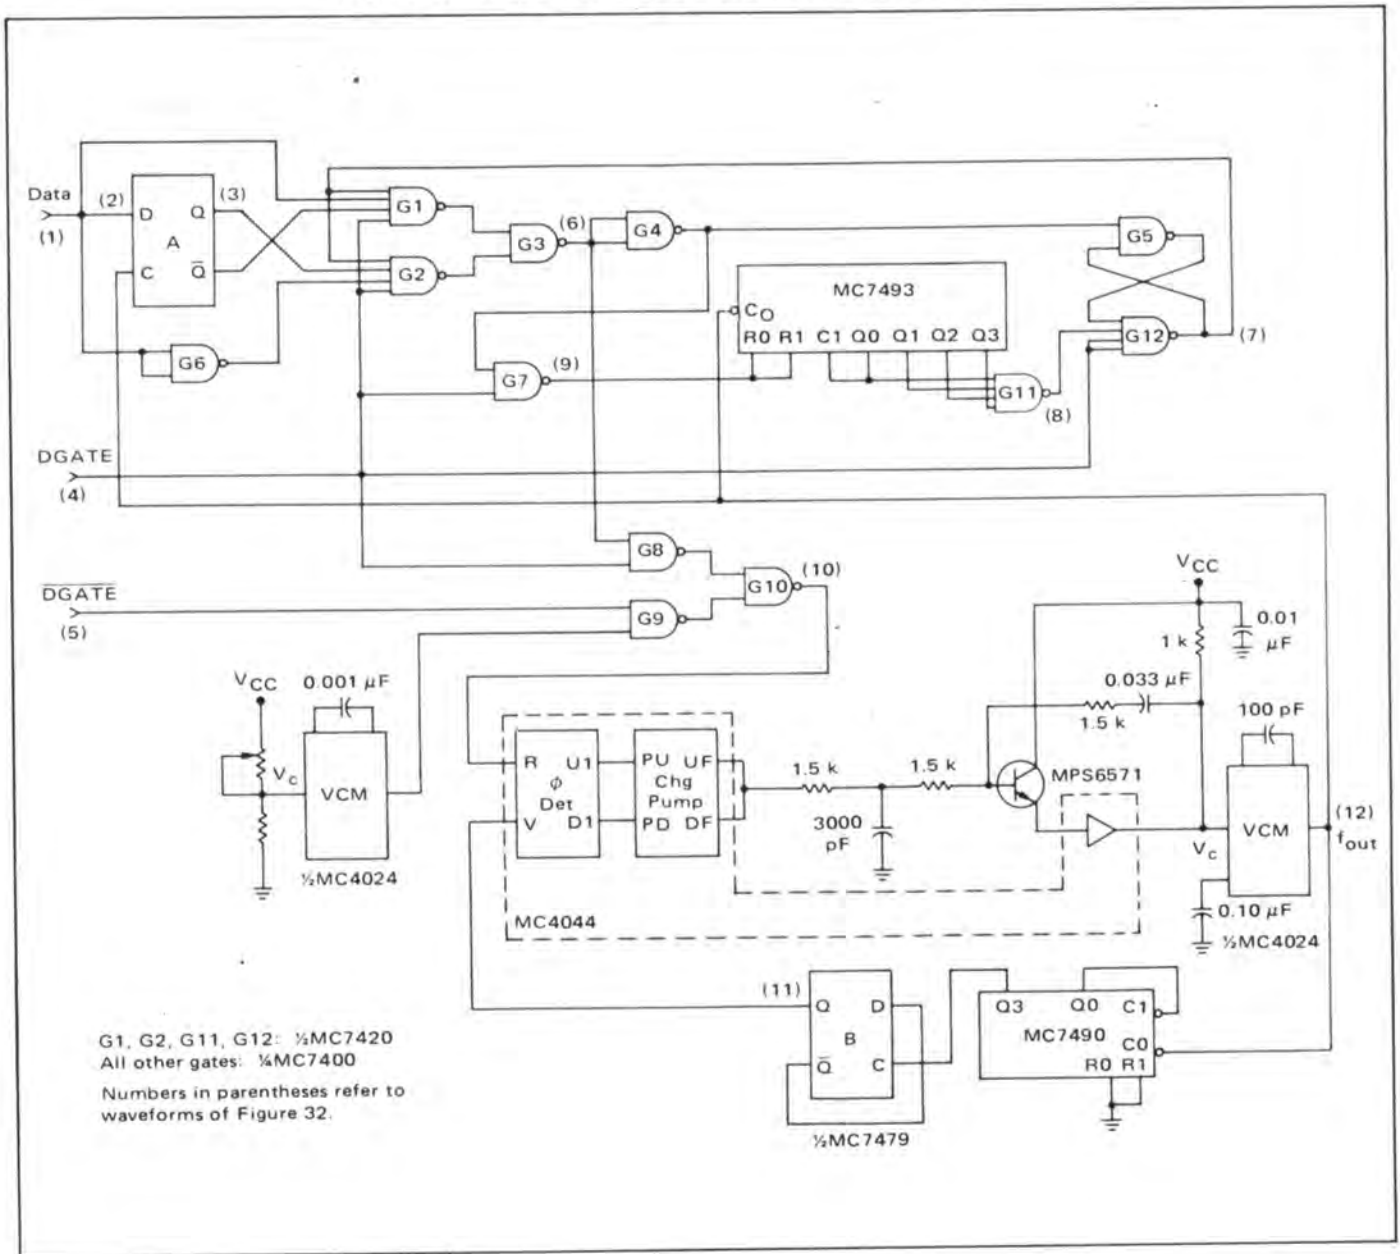 Data
(1)
(2)
D
Q
A
C
Q̅
(3)
G1
G2
G3
(6)
G4
G5
G6
G7
(9)
MC7493
CO
R0 R1 C1 Q0 Q1 Q2 Q3
G11
(8)
G12
(7)
DGATE
(4)
D̅G̅A̅T̅E̅
(5)
G8
G9
G10
(10)
VCC
0.001 µF
Vc
VCM
½MC4024
R U1
ϕ
Det
V D1
PU UF
Chg
Pump
PD DF
MC4044
1.5 k
3000
pF
1.5 k
MPS6571
1.5 k
0.033 µF
VCC
1 k
0.01
µF
100 pF
VCM
Vc
(12)
fout
0.10 µF
½MC4024
(11)
Q D
B
Q̅ C
½MC7479
Q3 Q0 C1
MC7490
C0
R0 R1
G1, G2, G11, G12: ½MC7420
All other gates: ¼MC7400
Numbers in parentheses refer to
waveforms of Figure 32.